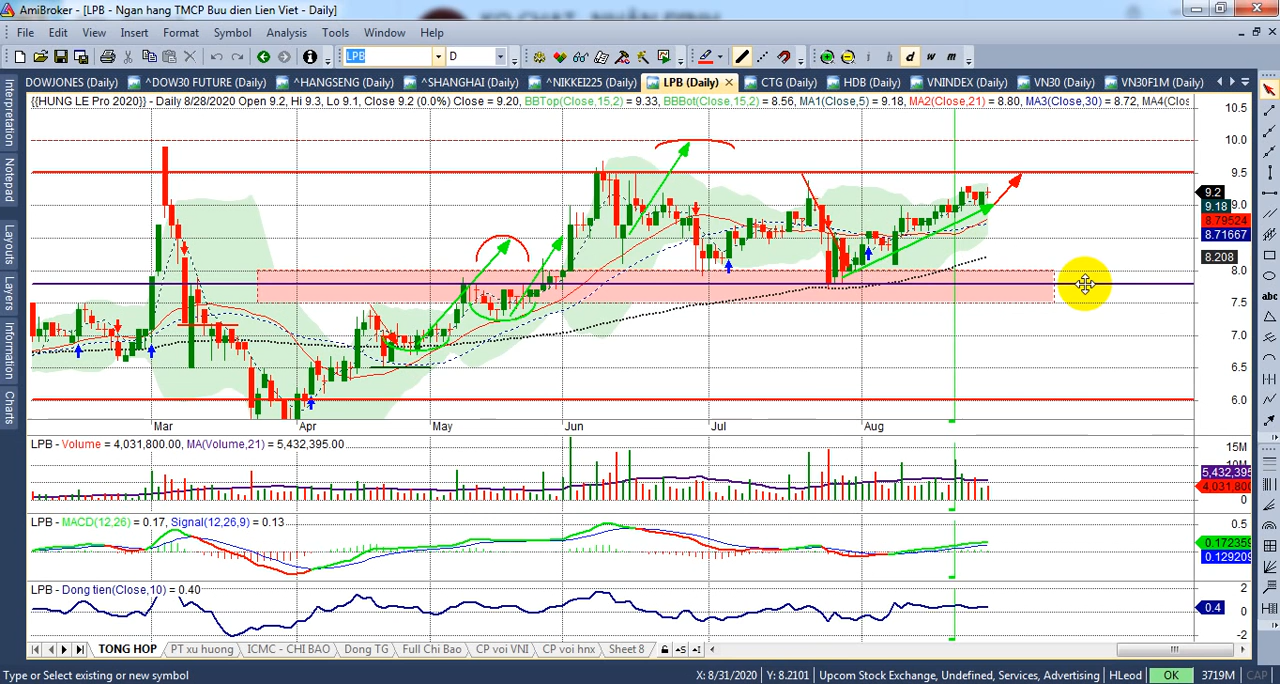 AmiBroker - [LPB - Ngan hang TMCP Buu dien Lien Viet - Daily]
File Edit View Insert Format Symbol Analysis Tools Window Help
LPB D i h d w m
DOWJONES (Daily) ^DOW30 FUTURE (Daily) ^HANGSENG (Daily) ^SHANGHAI (Daily) ^NIKKEI225 (Daily) LPB (Daily) CTG (Daily) HDB (Daily) VNINDEX (Daily) VN30 (Daily) VN30F1M (Daily)
{{HUNG LE Pro 2020}} - Daily 8/28/2020 Open 9.2, Hi 9.3, Lo 9.1, Close 9.2 (0.0%) Close = 9.20, BBTop(Close,15,2) = 9.33, BBBot(Close,15,2) = 8.56, MA1(Close,5) = 9.18, MA2(Close,21) = 8.80, MA3(Close,30) = 8.72, MA4(Clos
Interpretation
Notepad
Layouts
Layers
Information
Charts
abc
10.5
10.0
9.5
9.2
9.18
9.0
8.79524
8.71667
8.208
8.0
7.5
7.0
6.5
6.0
Mar Apr May Jun Jul Aug
LPB - Volume = 4,031,800.00, MA(Volume,21) = 5,432,395.00
15M
10M
5,432,395
4,031,800
0
LPB - MACD(12,26) = 0.17, Signal(12,26,9) = 0.13
0.5
0.172359
0.129209
LPB - Dong tien(Close,10) = 0.40
2
0.4
0
-2
TONG HOP PT xu huong ICMC - CHI BAO Dong TG Full Chi Bao CP voi VNI CP voi hnx Sheet 8
Type or Select existing or new symbol X: 8/31/2020 Y: 8.2101 Upcom Stock Exchange, Undefined, Services, Advertising HLeod OK 3719M CAP